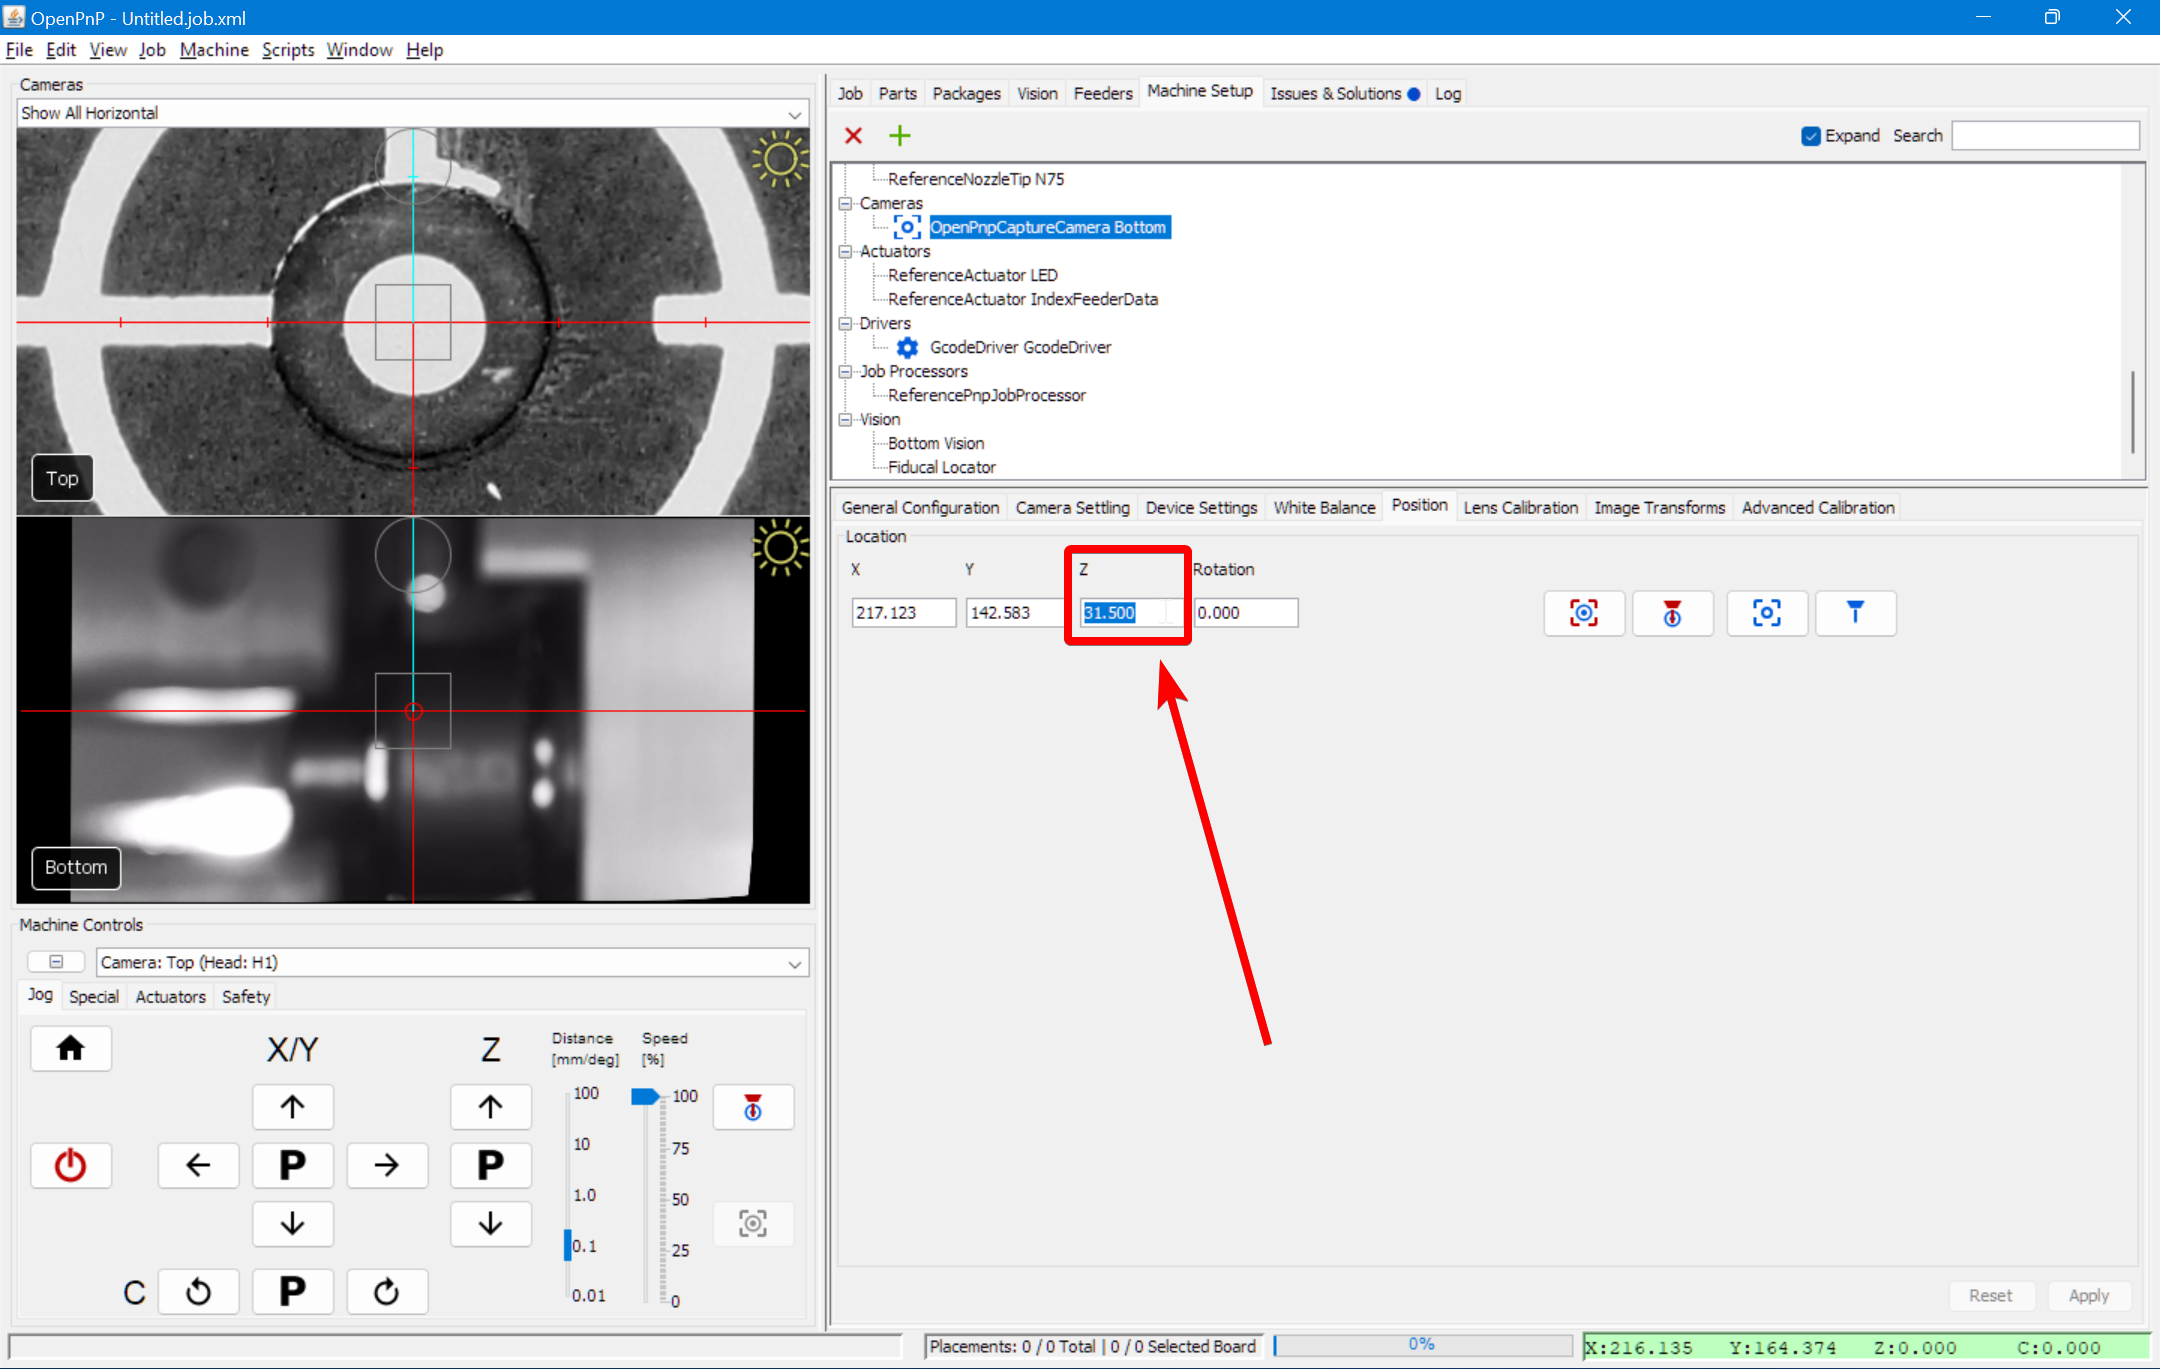 OpenPnP - Untitled.job.xml
File Edit View Job Machine Scripts Window Help
Cameras
Show All Horizontal
Top
Bottom
Machine Controls
Camera: Top (Head: H1)
Jog Special Actuators Safety
X/Y
Z
Distance [mm/deg]
Speed [%]
100
10
1.0
0.1
0.01
100
75
50
25
0
P
P
C
P
Job Parts Packages Vision Feeders Machine Setup Issues & Solutions Log
Expand Search
ReferenceNozzleTip N75
Cameras
OpenPnpCaptureCamera Bottom
Actuators
ReferenceActuator LED
ReferenceActuator IndexFeederData
Drivers
GcodeDriver GcodeDriver
Job Processors
ReferencePnpJobProcessor
Vision
Bottom Vision
Fiducal Locator
General Configuration Camera Settling Device Settings White Balance Position Lens Calibration Image Transforms Advanced Calibration
Location
X Y Z Rotation
217.123 142.583 31.500 0.000
Reset Apply
Placements: 0 / 0 Total | 0 / 0 Selected Board
0%
X:216.135 Y:164.374 Z:0.000 C:0.000